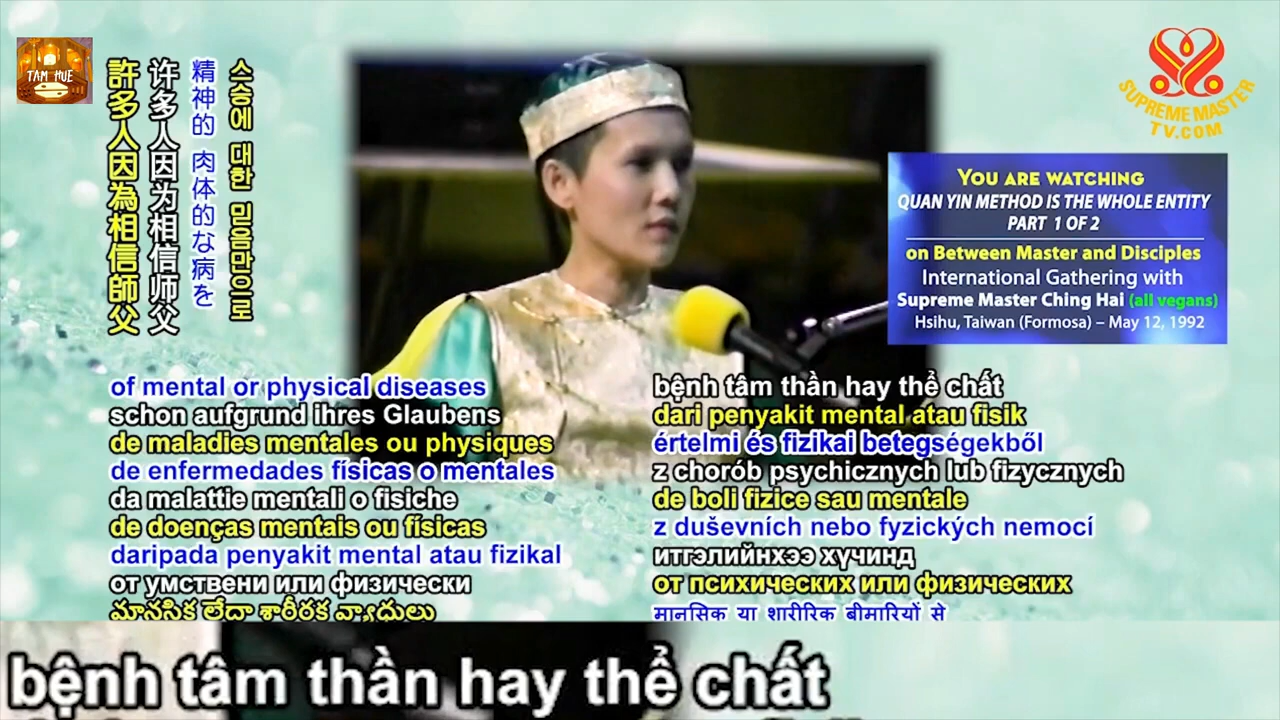 TAM HUE
許多人因為相信師父
许多人因为相信师父
精神的 肉体的な病を
스승에 대한 믿음만으로
SUPREME MASTER
TV.COM
YOU ARE WATCHING
QUAN YIN METHOD IS THE WHOLE ENTITY
PART 1 OF 2
on Between Master and Disciples
International Gathering with
Supreme Master Ching Hai (all vegans)
Hsihu, Taiwan (Formosa) – May 12, 1992
of mental or physical diseases
schon aufgrund ihres Glaubens
de maladies mentales ou physiques
de enfermedades físicas o mentales
da malattie mentali o fisiche
de doenças mentais ou físicas
daripada penyakit mental atau fizikal
от умствени или физически
మానసిక లేదా శారీరక వ్యాధులు
bệnh tâm thần hay thể chất
dari penyakit mental atau fisik
értelmi és fizikai betegségekből
z chorób psychicznych lub fizycznych
de boli fizice sau mentale
z duševních nebo fyzických nemocí
итгэлийнхээ хүчинд
от психических или физических
मानसिक या शारीरिक बीमारियों से
bệnh tâm thần hay thể chất